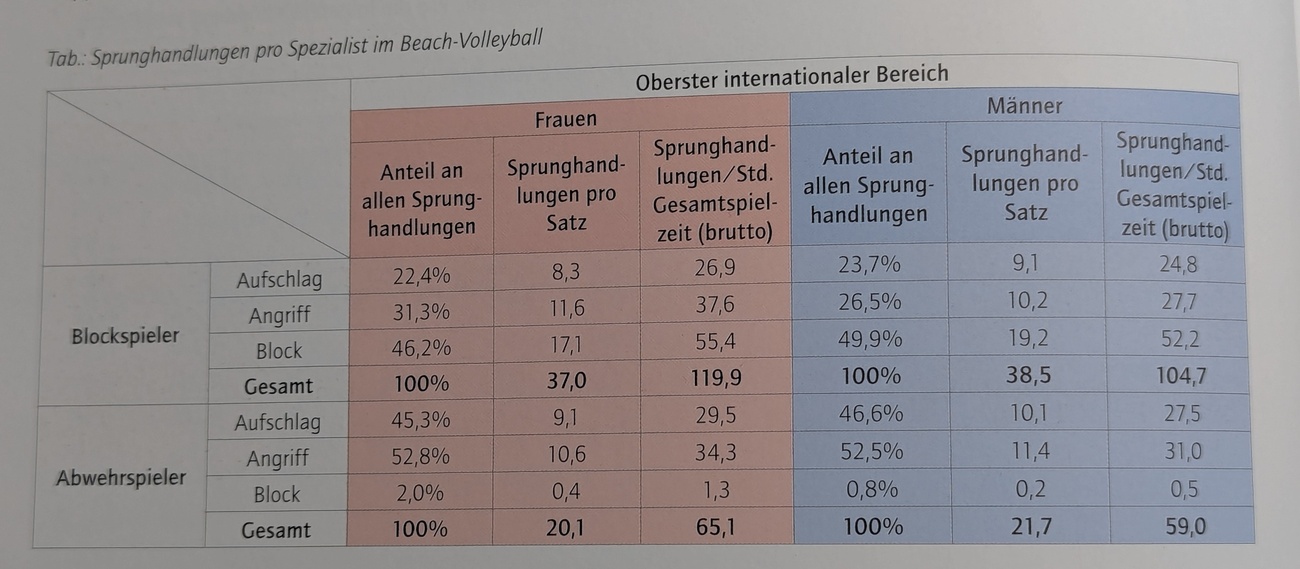 Tab.: Sprunghandlungen pro Spezialist im Beach-Volleyball
Oberster internationaler Bereich
Frauen Männer
Anteil an allen Sprung-handlungen Sprunghand-lungen pro Satz Sprunghand-lungen/Std. Gesamtspiel-zeit (brutto) Anteil an allen Sprung-handlungen Sprunghand-lungen pro Satz Sprunghand-lungen/Std. Gesamtspiel-zeit (brutto)
Blockspieler
Aufschlag 22,4% 8,3 26,9 23,7% 9,1 24,8
Angriff 31,3% 11,6 37,6 26,5% 10,2 27,7
Block 46,2% 17,1 55,4 49,9% 19,2 52,2
Gesamt 100% 37,0 119,9 100% 38,5 104,7
Abwehrspieler
Aufschlag 45,3% 9,1 29,5 46,6% 10,1 27,5
Angriff 52,8% 10,6 34,3 52,5% 11,4 31,0
Block 2,0% 0,4 1,3 0,8% 0,2 0,5
Gesamt 100% 20,1 65,1 100% 21,7 59,0